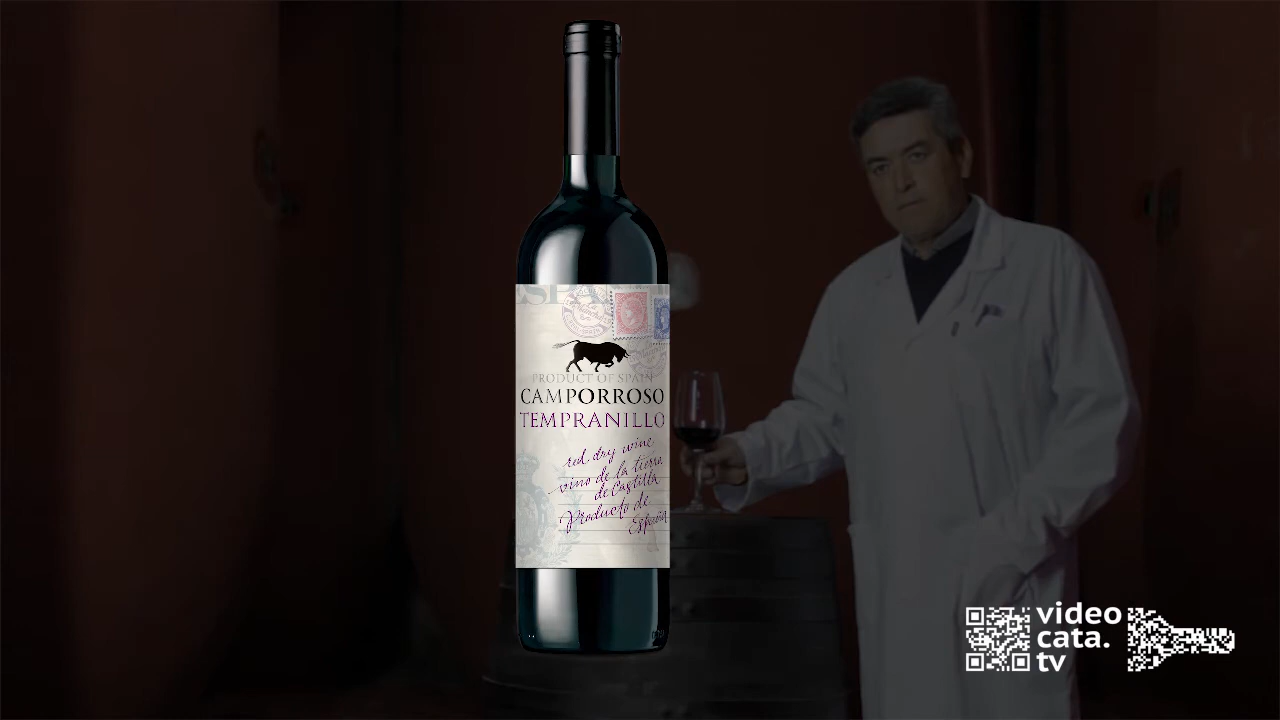 ESPA
PRODUCT OF SPAIN
CAMPORROSO
TEMPRANILLO
red dry wine
vino de la tierra
de Castilla
Producto de
España
video
cata.
tv